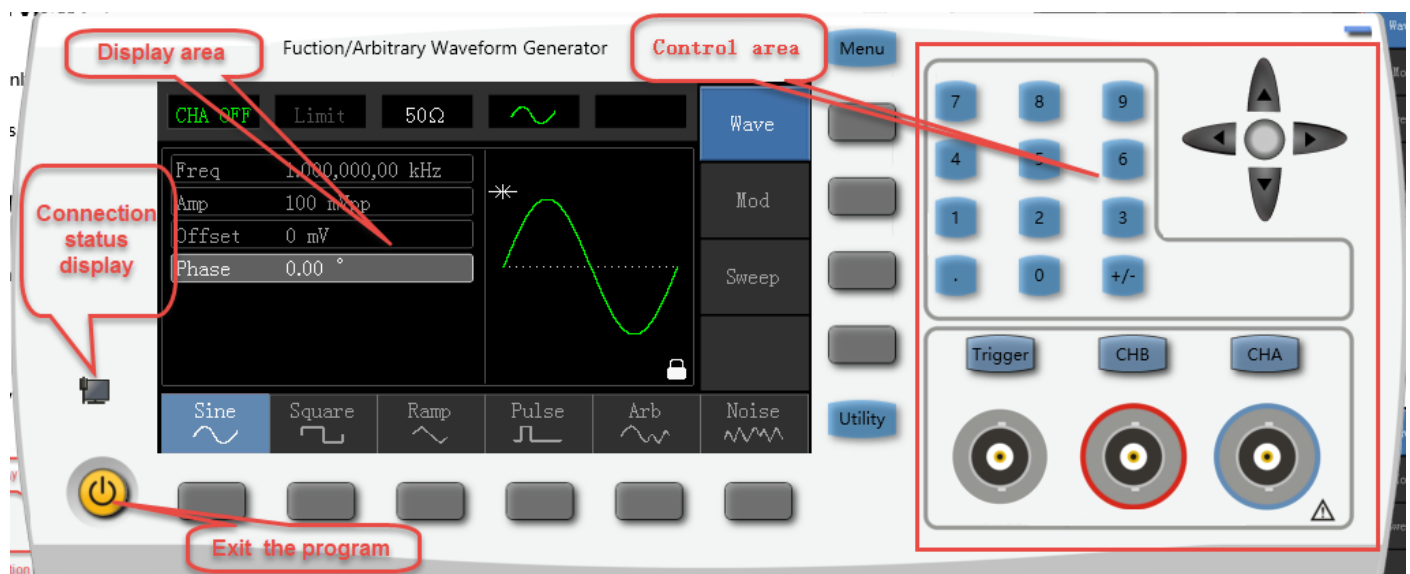 Display area
Fuction/Arbitrary Waveform Generator
Control area
Menu
CHA OFF
Limit
50Ω
Wave
Freq 1.000,000,00 kHz
Amp 100 mVpp
Offset 0 mV
Phase 0.00 °
Mod
Sweep
Connection
status
display
7 8 9
4 5 6
1 2 3
. 0 +/-
Trigger CHB CHA
Sine Square Ramp Pulse Arb Noise
Utility
Exit the program